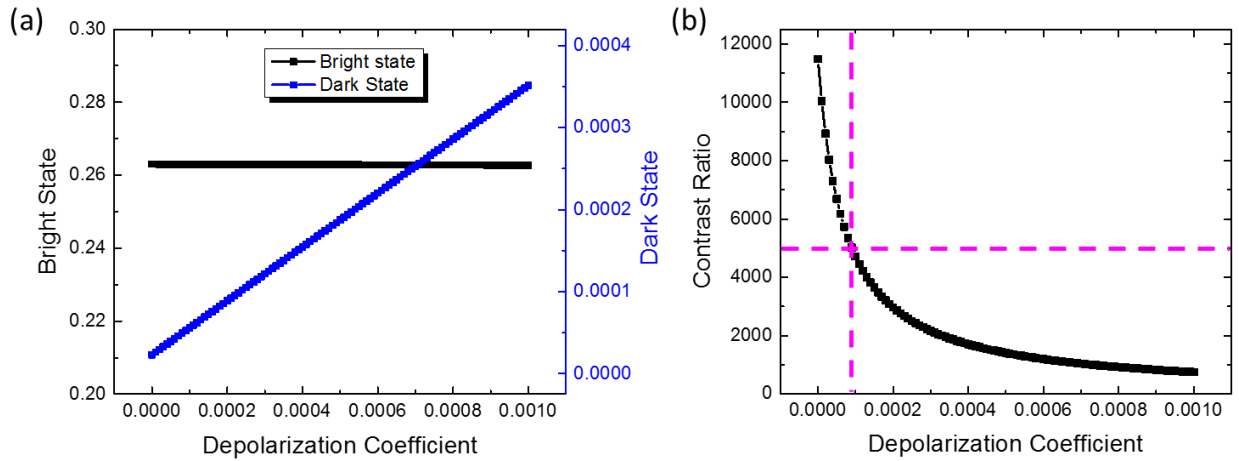 (a)
0.30
0.28
0.26
0.24
0.22
0.20
Bright State
Bright state
Dark State
0.0004
0.0003
0.0002
0.0001
0.0000
Dark State
0.0000 0.0002 0.0004 0.0006 0.0008 0.0010
Depolarization Coefficient
(b)
12000
10000
8000
6000
4000
2000
0
Contrast Ratio
0.0000 0.0002 0.0004 0.0006 0.0008 0.0010
Depolarization Coefficient